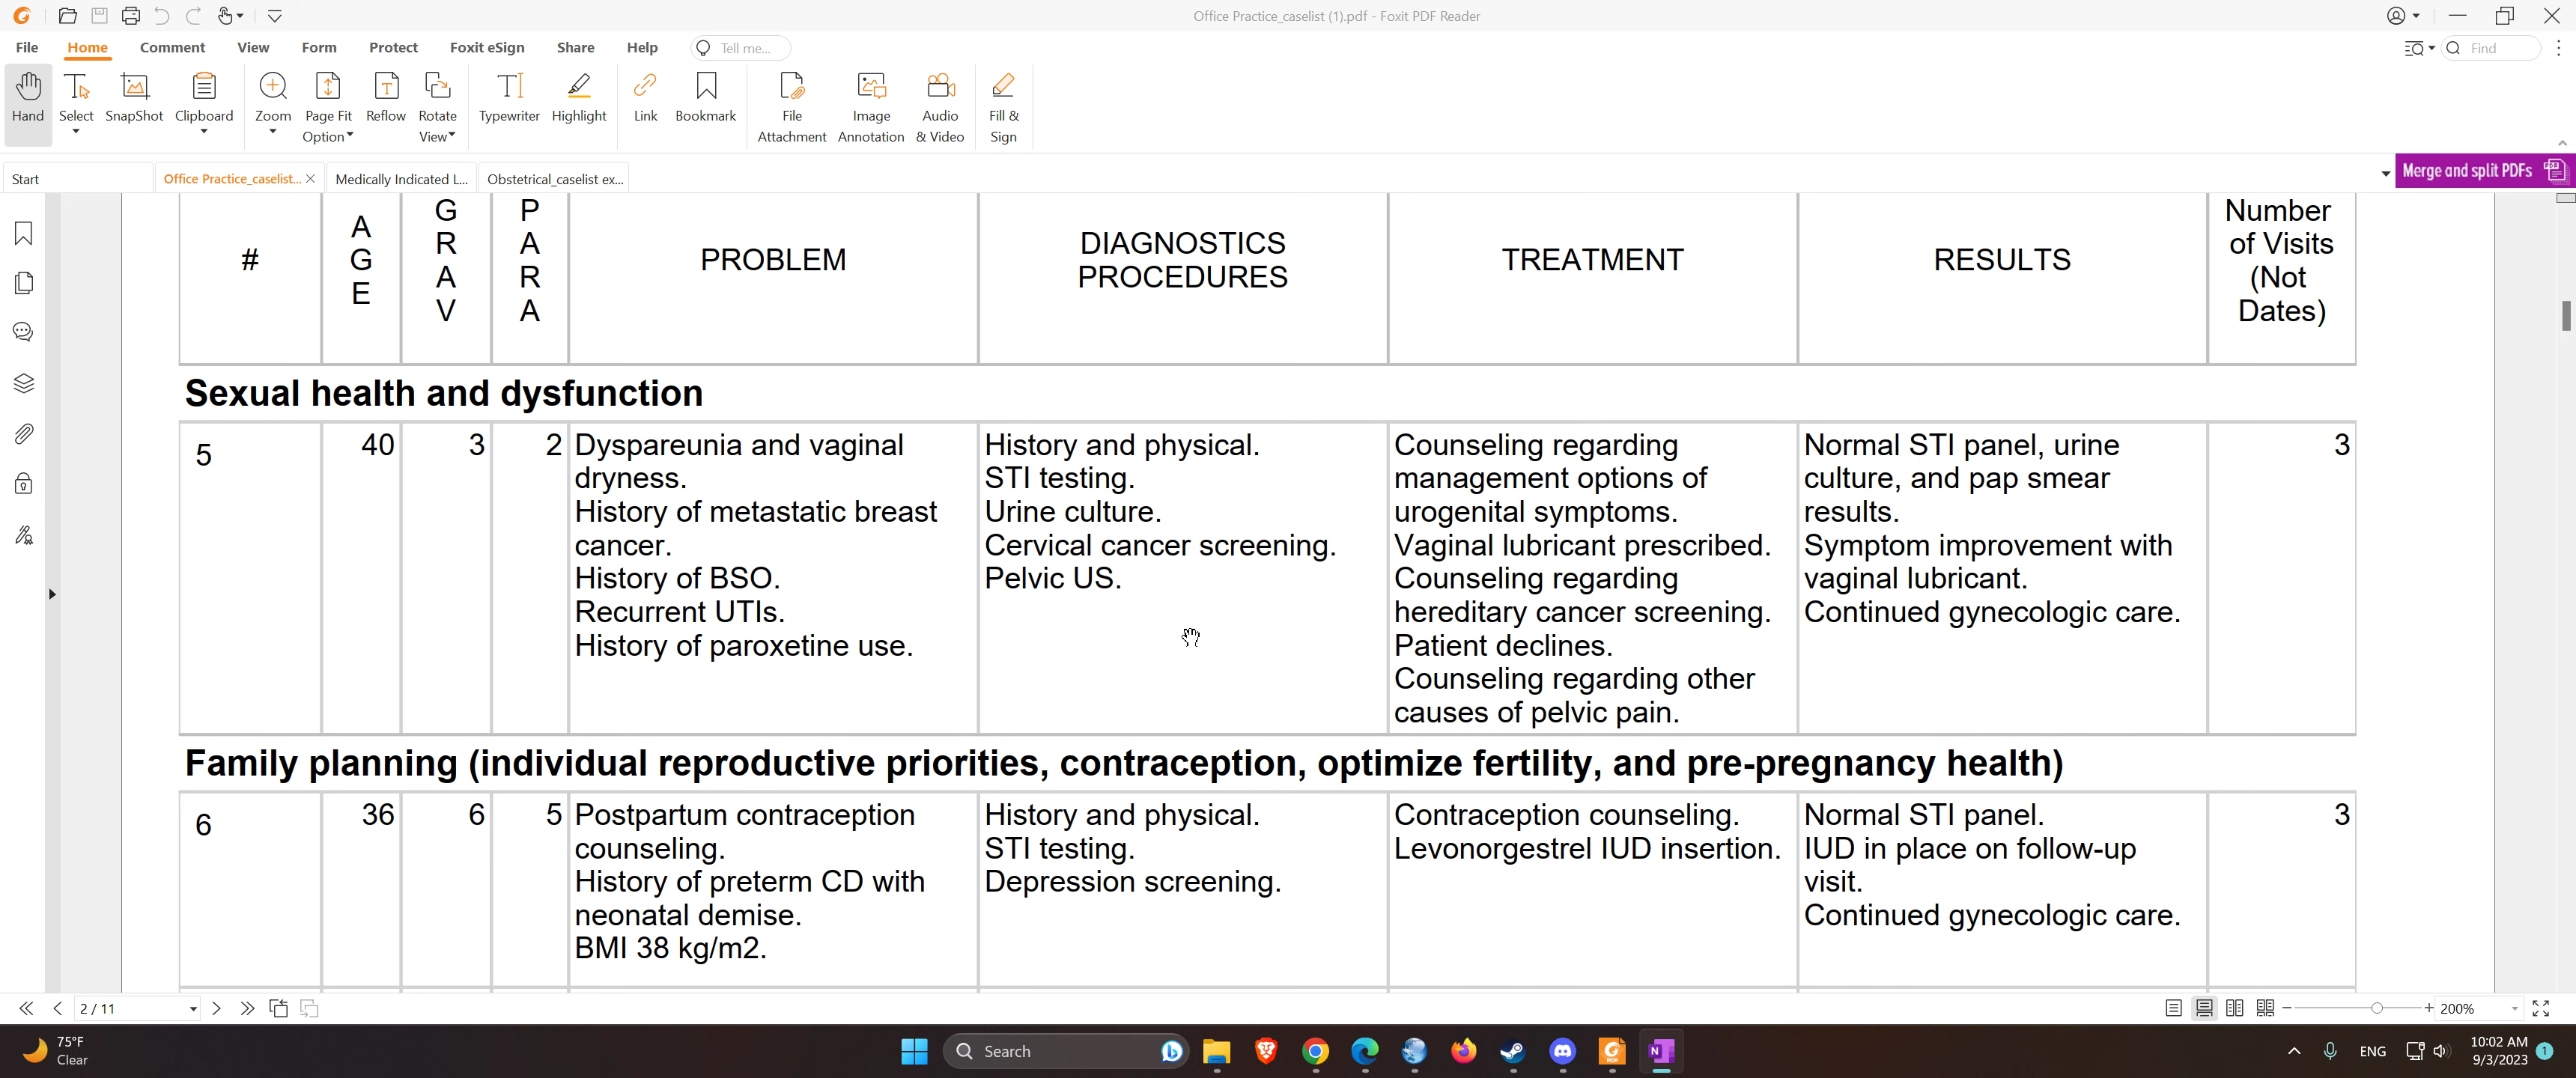 Office Practice_caselist (1).pdf - Foxit PDF Reader
File Home Comment View Form Protect Foxit eSign Share Help Tell me... Find
Hand Select SnapShot Clipboard Zoom Page Fit Option Reflow Rotate View Typewriter Highlight Link Bookmark File Attachment Image Annotation Audio & Video Fill & Sign
Start Office Practice_caselist... Medically Indicated L... Obstetrical_caselist ex... Merge and split PDFs
#
AGE
GRAV
PARA
PROBLEM
DIAGNOSTICS
PROCEDURES
TREATMENT
RESULTS
Number
of Visits
(Not
Dates)
Sexual health and dysfunction
5
40
3
2
Dyspareunia and vaginal
dryness.
History of metastatic breast
cancer.
History of BSO.
Recurrent UTIs.
History of paroxetine use.
History and physical.
STI testing.
Urine culture.
Cervical cancer screening.
Pelvic US.
Counseling regarding
management options of
urogenital symptoms.
Vaginal lubricant prescribed.
Counseling regarding
hereditary cancer screening.
Patient declines.
Counseling regarding other
causes of pelvic pain.
Normal STI panel, urine
culture, and pap smear
results.
Symptom improvement with
vaginal lubricant.
Continued gynecologic care.
3
Family planning (individual reproductive priorities, contraception, optimize fertility, and pre-pregnancy health)
6
36
6
5
Postpartum contraception
counseling.
History of preterm CD with
neonatal demise.
BMI 38 kg/m2.
History and physical.
STI testing.
Depression screening.
Contraception counseling.
Levonorgestrel IUD insertion.
Normal STI panel.
IUD in place on follow-up
visit.
Continued gynecologic care.
3
2 / 11
200%
75°F
Clear
Search
ENG
10:02 AM
9/3/2023
1